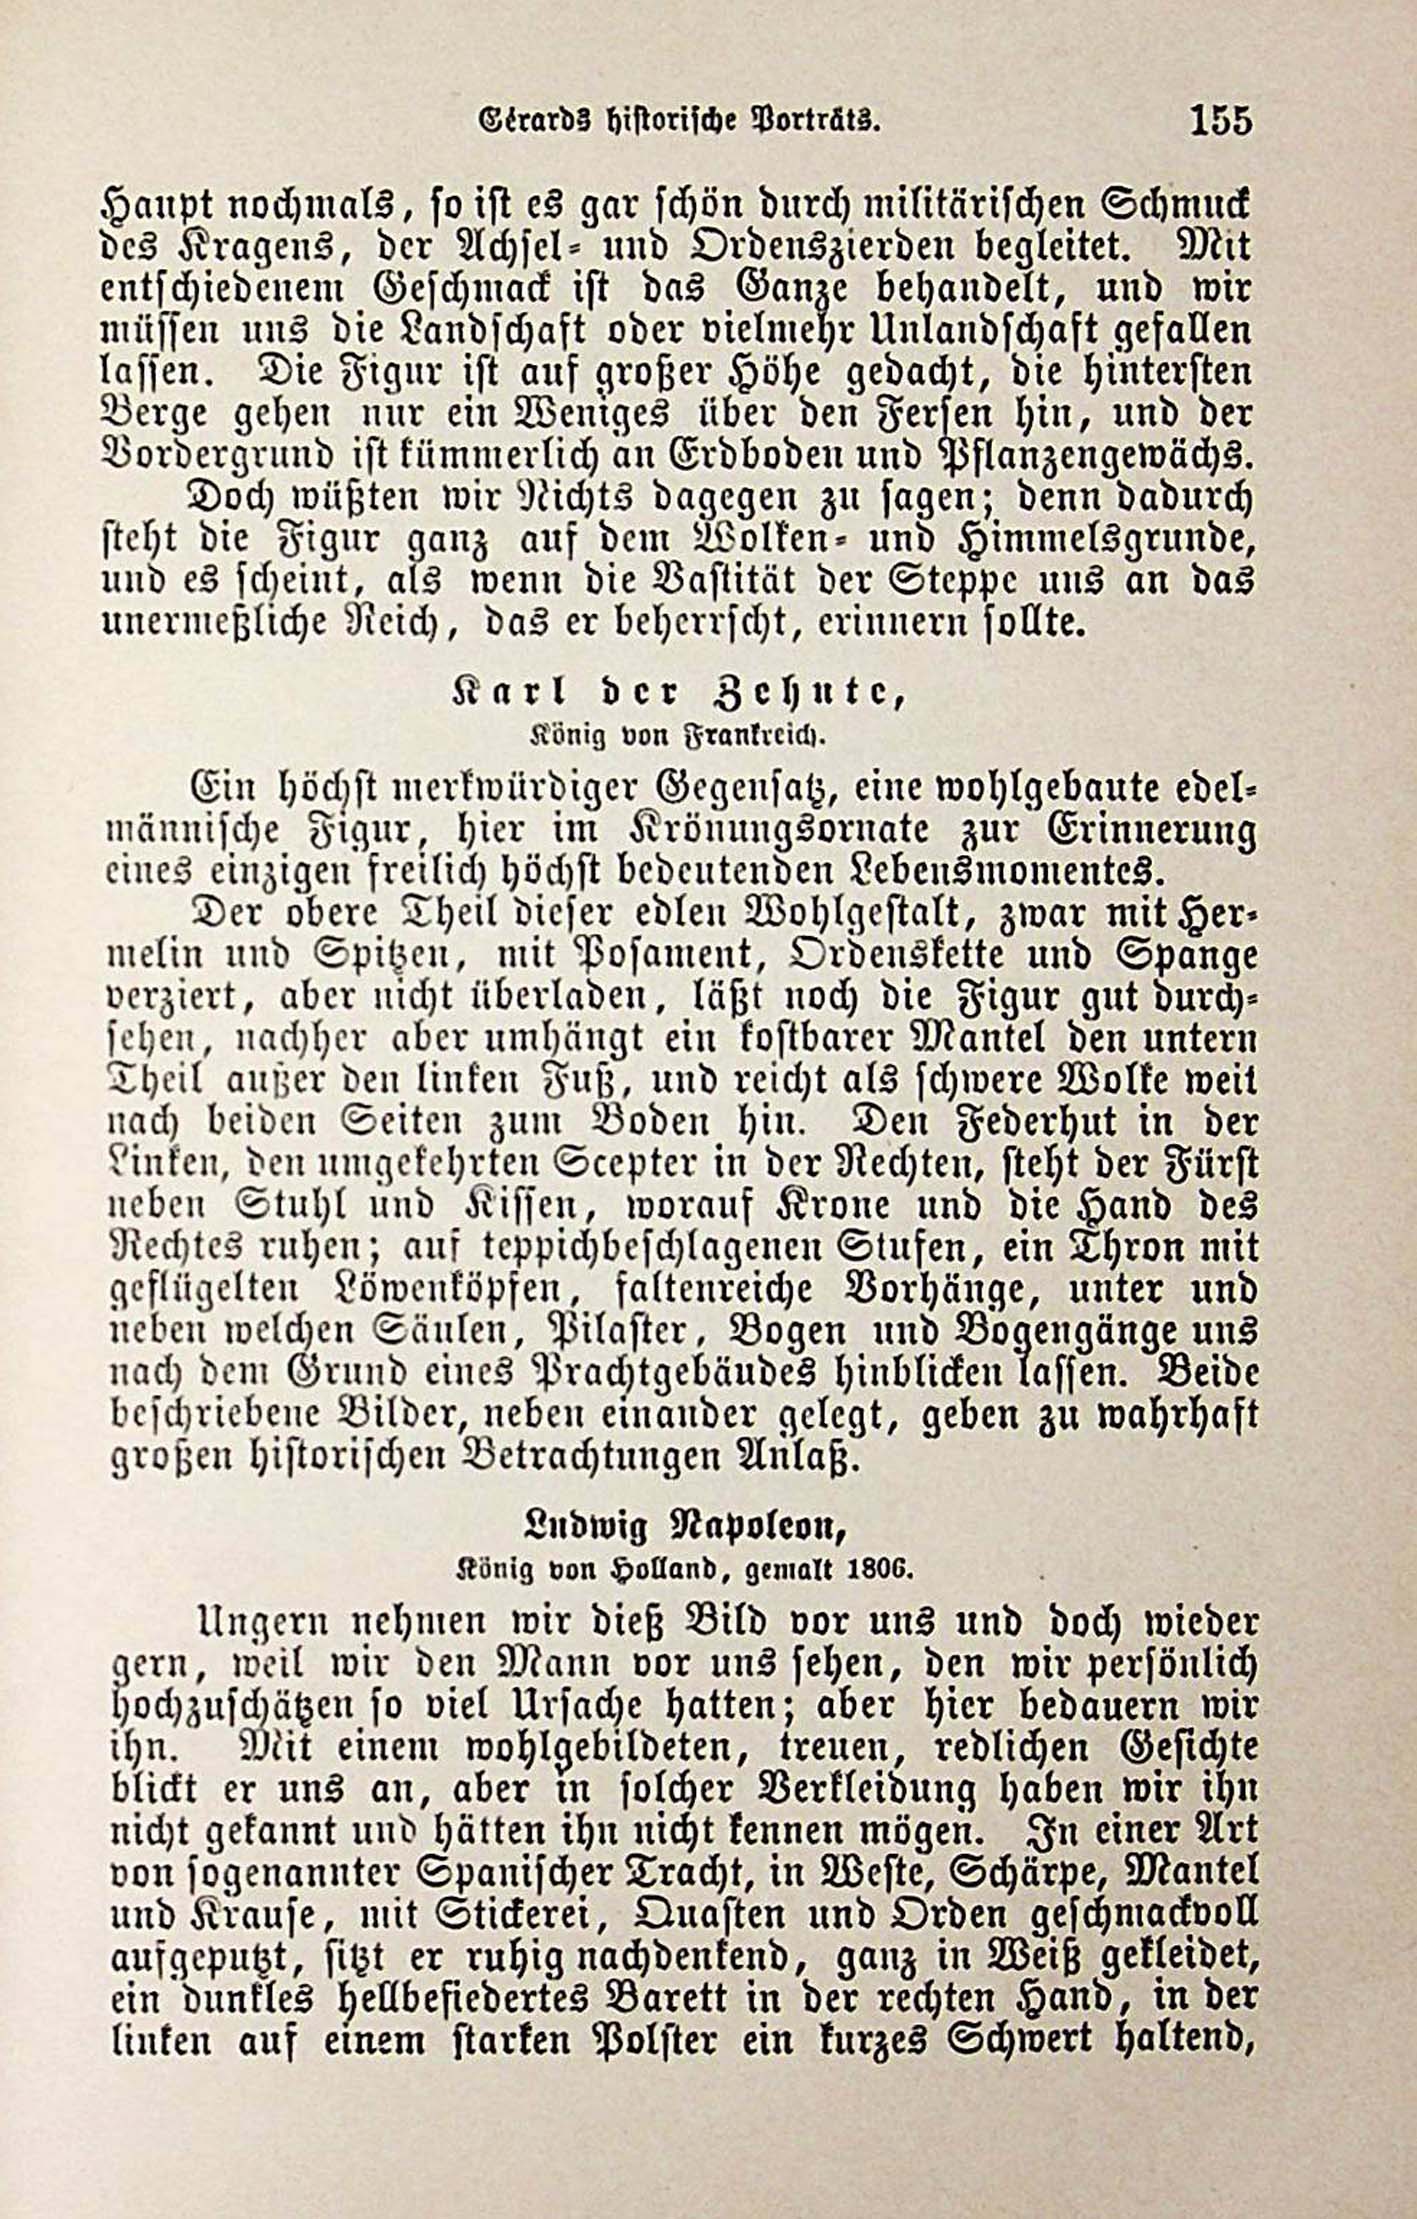 Gérards historische Porträts. 155
Haupt nochmals, so ist es gar schön durch militärischen Schmuck
des Kragens, der Achsel- und Ordenszierden begleitet. Mit
entschiedenem Geschmack ist das Ganze behandelt, und wir
müssen uns die Landschaft oder vielmehr Unlandschaft gefallen
lassen. Die Figur ist auf großer Höhe gedacht, die hintersten
Berge gehen nur ein Weniges über den Fersen hin, und der
Vordergrund ist kümmerlich an Erdboden und Pflanzengewächs.
Doch wüßten wir Nichts dagegen zu sagen; denn dadurch
steht die Figur ganz auf dem Wolken- und Himmelsgrunde,
und es scheint, als wenn die Vastität der Steppe uns an das
unermeßliche Reich, das er beherrscht, erinnern sollte.
Karl der Zehnte,
König von Frankreich.
Ein höchst merkwürdiger Gegensatz, eine wohlgebaute edel-
männische Figur, hier im Krönungsornate zur Erinnerung
eines einzigen freilich höchst bedeutenden Lebensmomentes.
Der obere Theil dieser edlen Wohlgestalt, zwar mit Her-
melin und Spitzen, mit Posament, Ordenskette und Spange
verziert, aber nicht überladen, läßt noch die Figur gut durch-
sehen, nachher aber umhängt ein kostbarer Mantel den untern
Theil außer den linken Fuß, und reicht als schwere Wolke weit
nach beiden Seiten zum Boden hin. Den Federhut in der
Linken, den umgekehrten Scepter in der Rechten, steht der Fürst
neben Stuhl und Kissen, worauf Krone und die Hand des
Rechtes ruhen; auf teppichbeschlagenen Stufen, ein Thron mit
geflügelten Löwenköpfen, faltenreiche Vorhänge, unter und
neben welchen Säulen, Pilaster, Bogen und Bogengänge uns
nach dem Grund eines Prachtgebäudes hinblicken lassen. Beide
beschriebene Bilder, neben einander gelegt, geben zu wahrhaft
großen historischen Betrachtungen Anlaß.
Ludwig Napoleon,
König von Holland, gemalt 1806.
Ungern nehmen wir dieß Bild vor uns und doch wieder
gern, weil wir den Mann vor uns sehen, den wir persönlich
hochzuschätzen so viel Ursache hatten; aber hier bedauern wir
ihn. Mit einem wohlgebildeten, treuen, redlichen Gesichte
blickt er uns an, aber in solcher Verkleidung haben wir ihn
nicht gekannt und hätten ihn nicht kennen mögen. In einer Art
von sogenannter Spanischer Tracht, in Weste, Schärpe, Mantel
und Krause, mit Stickerei, Quasten und Orden geschmackvoll
aufgeputzt, sitzt er ruhig nachdenkend, ganz in Weiß gekleidet,
ein dunkles hellbefiedertes Barett in der rechten Hand, in der
linken auf einem starken Polster ein kurzes Schwert haltend,